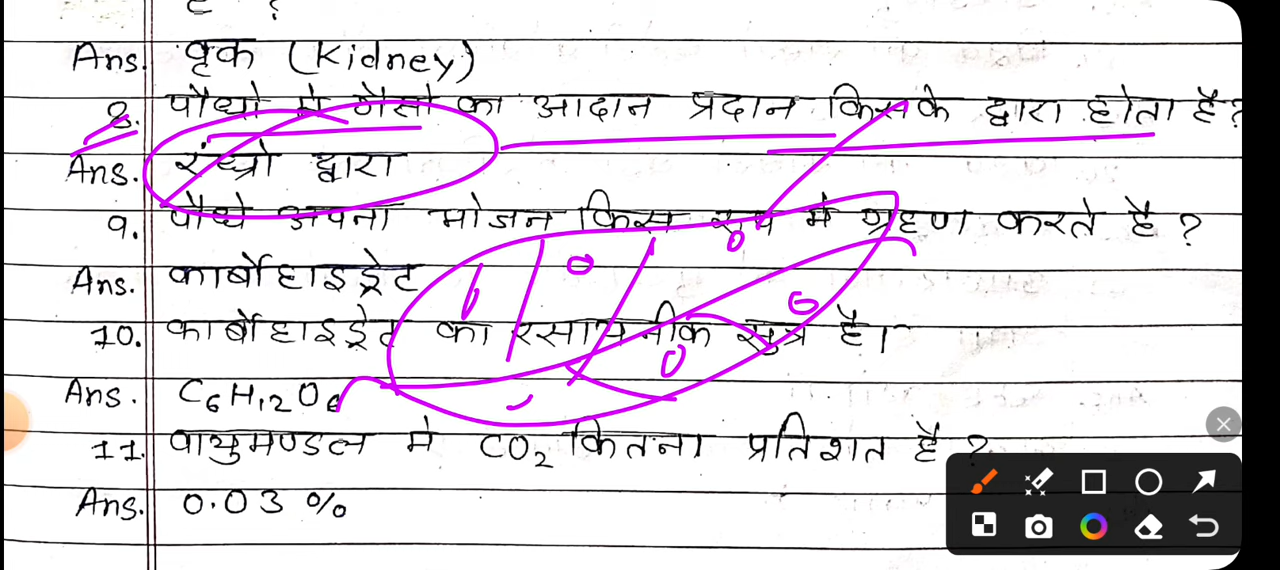 है ?
Ans. वृक (Kidney)
8. पौधो मे गैसो का आदान प्रदान किसके द्वारा होता है?
Ans. रंध्रो द्वारा
9. पौधे अपना भोजन किस रूप मे ग्रहण करते है ?
Ans. कार्बोहाइड्रेट
10. कार्बोहाइड्रेट का रसायनीक सुत्र है।
Ans. C₆H₁₂O₆
11. वायुमण्डल मे CO₂ कितना प्रतिशत है ?
Ans. 0.03 %